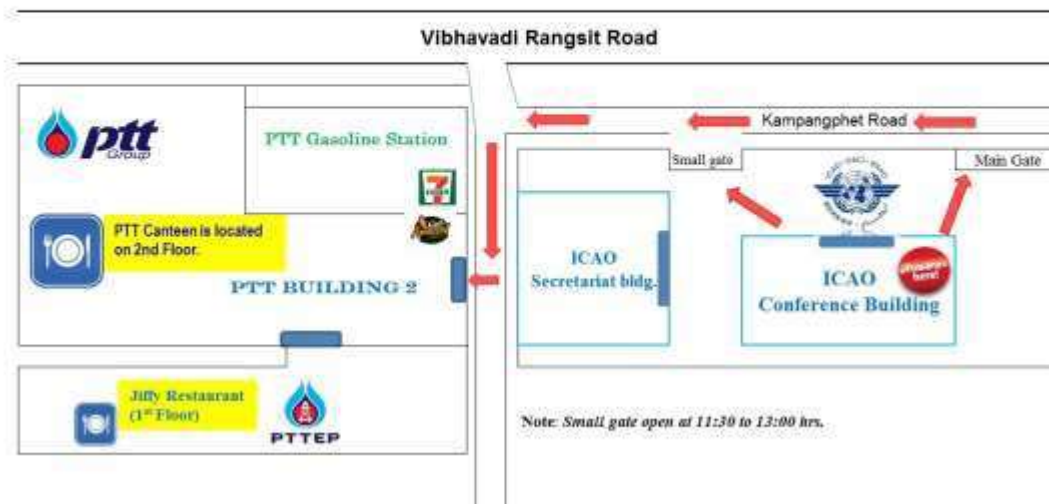 Vibhavadi Rangsit Road
Kampangphet Road
ptt
Group
PTT Gasoline Station
7
Small gate
Main Gate
PTT Canteen is located
on 2nd Floor.
PTT BUILDING 2
ICAO
Secretariat bldg.
ICAO
Conference Building
Jiffy Restaurant
(1st Floor)
PTTEP
Note: Small gate open at 11:30 to 13:00 hrs.